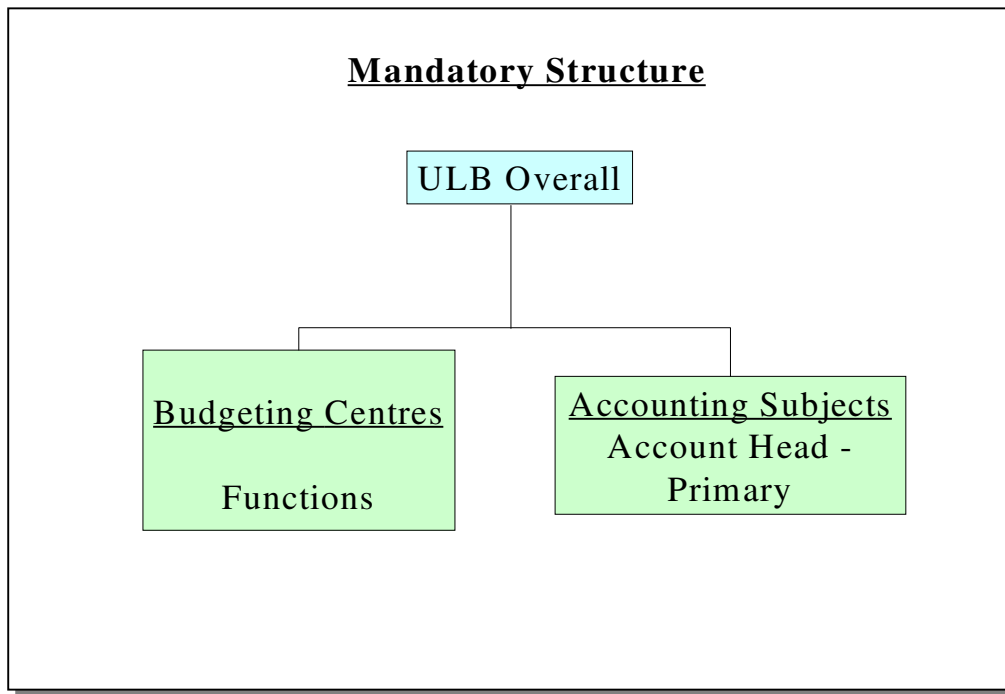 Mandatory Structure
ULB Overall
Budgeting Centres
Functions
Accounting Subjects
Account Head -
Primary